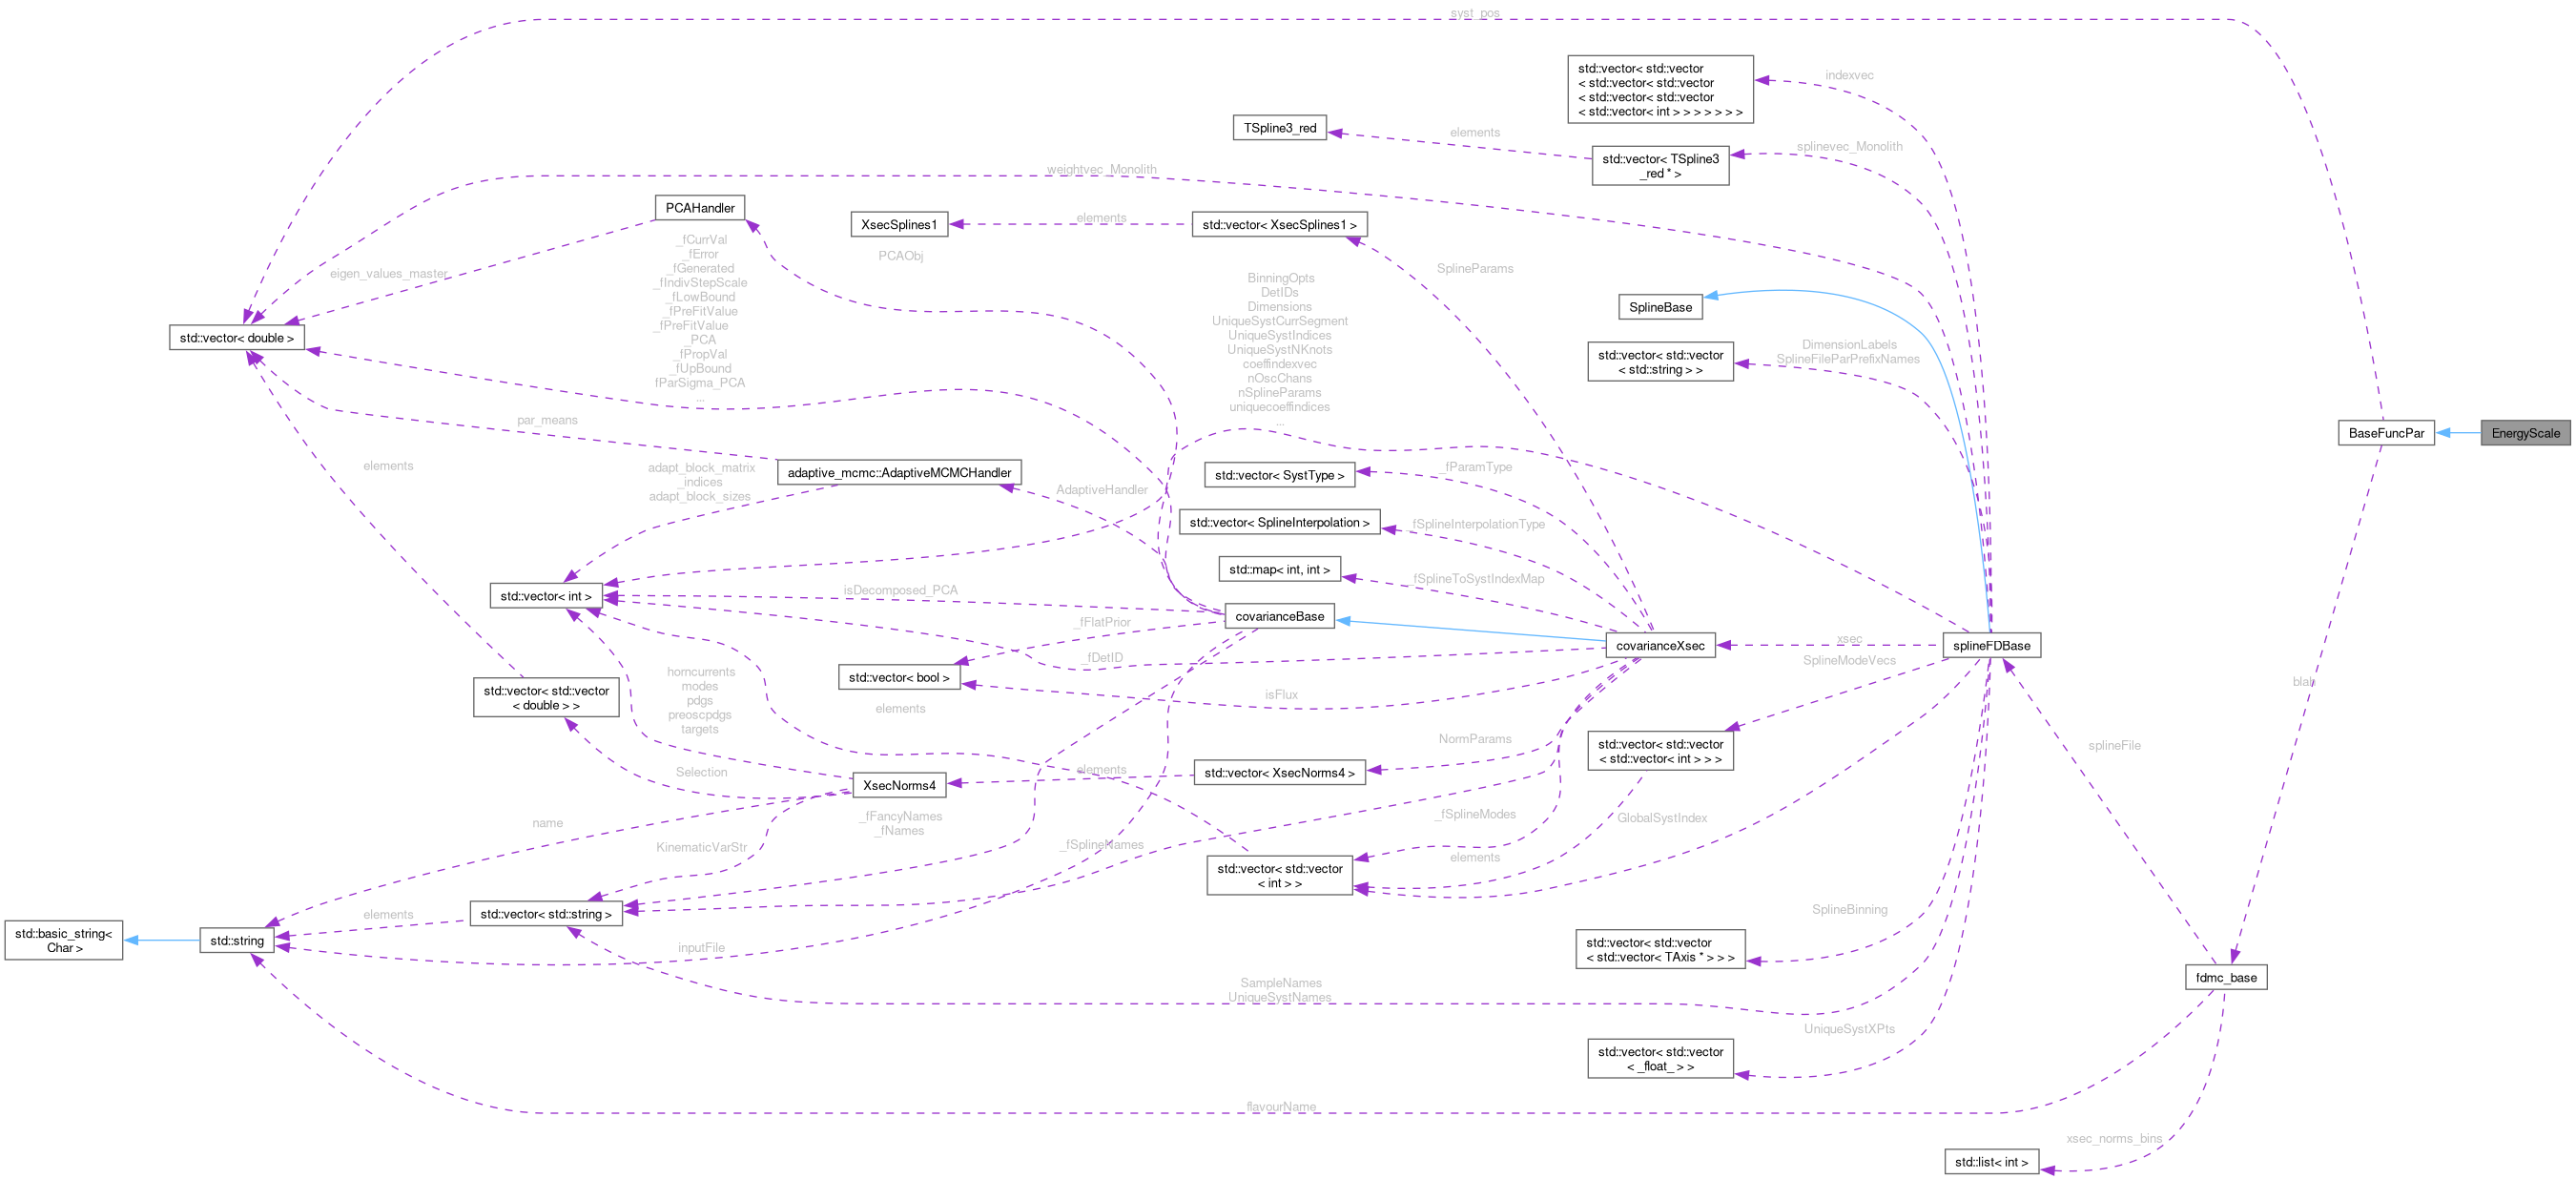 syst_pos
std::vector< std::vector
< std::vector< std::vector
< std::vector< std::vector
< std::vector< int > > > > > > >
indexvec
TSpline3_red
elements
std::vector< TSpline3
_red * >
splinevec_Monolith
weightvec_Monolith
PCAHandler
XsecSplines1
elements
std::vector< XsecSplines1 >
PCAObj
eigen_values_master
_fCurrVal
_fError
_fGenerated
_fIndivStepScale
_fLowBound
_fPreFitValue
_fPreFitValue
_PCA
_fPropVal
_fUpBound
fParSigma_PCA
...
BinningOpts
DetIDs
Dimensions
UniqueSystCurrSegment
UniqueSystIndices
UniqueSystNKnots
coeffindexvec
nOscChans
nSplineParams
uniquecoeffindices
...
SplineParams
SplineBase
std::vector< double >
std::vector< std::vector
< std::string > >
DimensionLabels
SplineFileParPrefixNames
par_means
BaseFuncPar
EnergyScale
elements
adapt_block_matrix
_indices
adapt_block_sizes
adaptive_mcmc::AdaptiveMCMCHandler
AdaptiveHandler
std::vector< SystType >
_fParamType
std::vector< SplineInterpolation >
_fSplineInterpolationType
std::map< int, int >
_fSplineToSystIndexMap
std::vector< int >
isDecomposed_PCA
_fFlatPrior
covarianceBase
covarianceXsec
xsec
splineFDBase
_fDetID
SplineModeVecs
std::vector< bool >
isFlux
blah
std::vector< std::vector
< double > >
homcurrents
modes
pdgs
preoscpdgs
targets
elements
NormParams
std::vector< std::vector
< std::vector< int > > >
splineFile
Selection
XsecNorms4
elements
std::vector< XsecNorms4 >
name
KinematicVarStr
_fFancyNames
_fNames
_fSplineNames
_fSplineModes
GlobalSystIndex
elements
std::vector< std::vector
< int > >
std::basic_string<
Char >
std::string
elements
std::vector< std::string >
inputFile
SplineBinning
std::vector< std::vector
< std::vector< TAxis * > > >
SampleNames
UniqueSystNames
fdmc_base
UniqueSystXPts
std::vector< std::vector
< _float_ > >
flavourName
xsec_norms_bins
std::list< int >